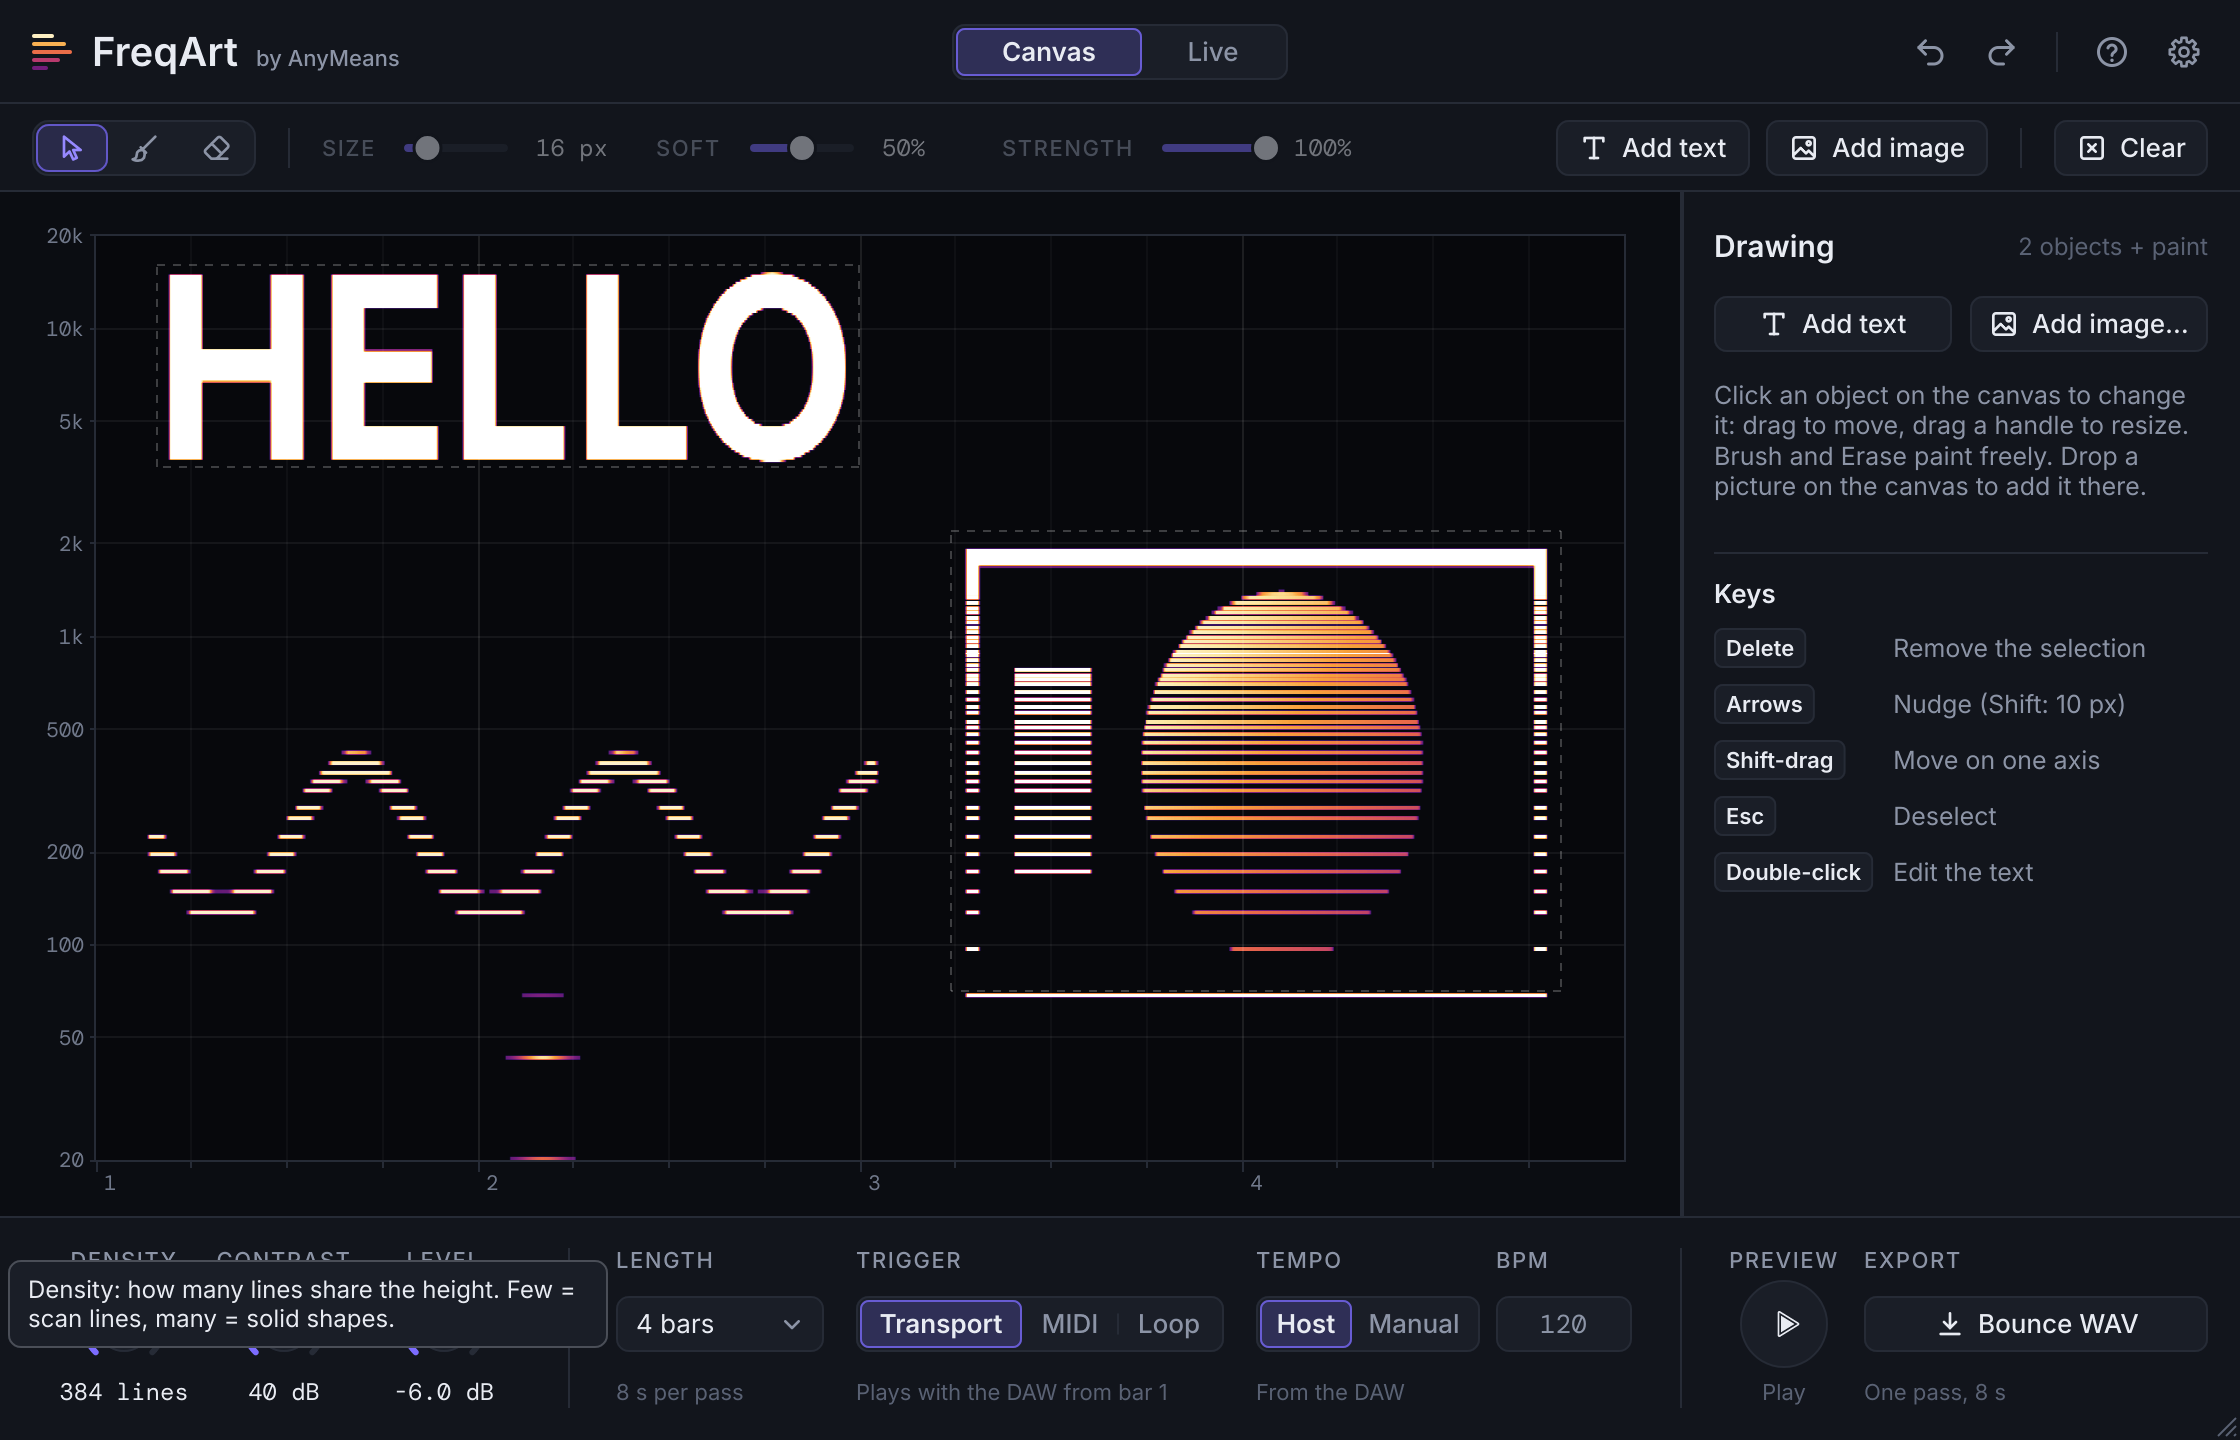 FreqArt by AnyMeans
Canvas Live
SIZE 16 px SOFT 50% STRENGTH 100%
Add text Add image Clear
20k
10k
5k
2k
1k
500
200
100
50
20
1 2 3 4
HELLO
Drawing 2 objects + paint
Add text Add image...
Click an object on the canvas to change
it: drag to move, drag a handle to resize.
Brush and Erase paint freely. Drop a
picture on the canvas to add it there.
Keys
Delete Remove the selection
Arrows Nudge (Shift: 10 px)
Shift-drag Move on one axis
Esc Deselect
Double-click Edit the text
DENSITY CONTRAST LEVEL LENGTH TRIGGER TEMPO BPM PREVIEW EXPORT
Density: how many lines share the height. Few =
scan lines, many = solid shapes.
4 bars Transport MIDI Loop Host Manual 120 Bounce WAV
384 lines 40 dB -6.0 dB 8 s per pass Plays with the DAW from bar 1 From the DAW Play One pass, 8 s